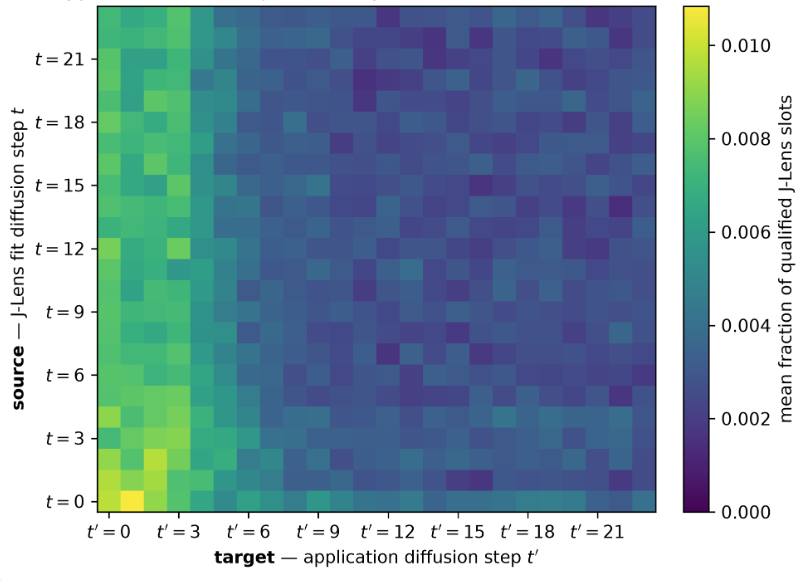 t = 21
t = 18
t = 15
t = 12
t = 9
t = 6
t = 3
t = 0
source — J-Lens fit diffusion step t
t′ = 0 t′ = 3 t′ = 6 t′ = 9 t′ = 12 t′ = 15 t′ = 18 t′ = 21
target — application diffusion step t′
0.010
0.008
0.006
0.004
0.002
0.000
mean fraction of qualified J-Lens slots